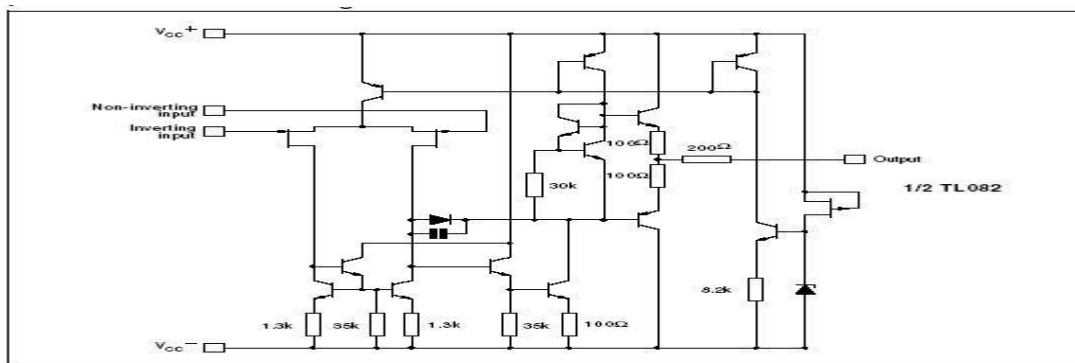 VCC+
Non-inverting
input
Inverting
input
100Ω
200Ω
Output
100Ω
30k
1/2 TL082
8.2k
1.3k
35k
1.3k
35k
100Ω
VCC−